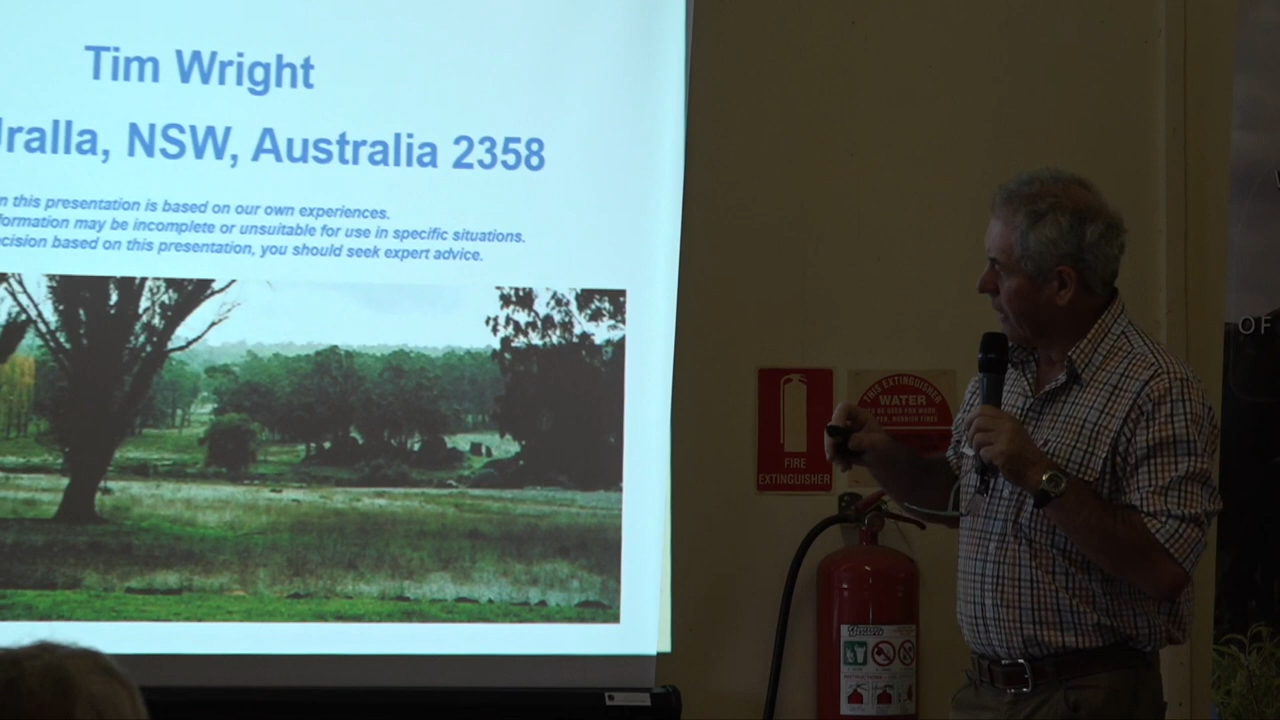 Tim Wright
Uralla, NSW, Australia 2358
n this presentation is based on our own experiences.
formation may be incomplete or unsuitable for use in specific situations.
cision based on this presentation, you should seek expert advice.
OF
FIRE
EXTINGUISHER
THIS EXTINGUISHER
WATER